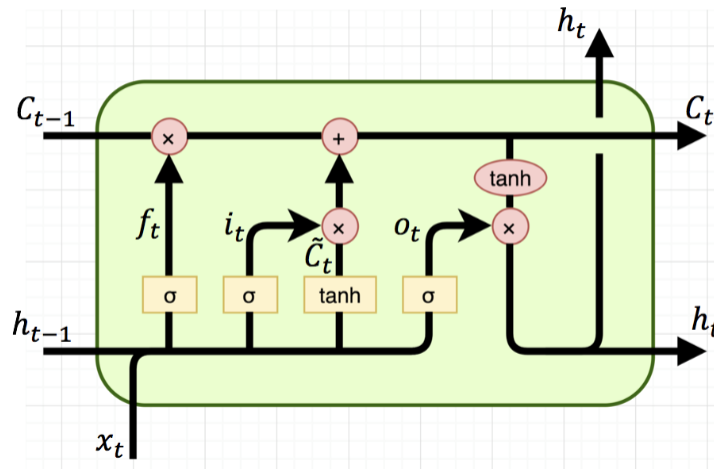 h_t
C_{t-1}
×
+
C_t
tanh
f_t
i_t
×
o_t
×
C̃_t
σ
σ
tanh
σ
h_{t-1}
h_t
x_t